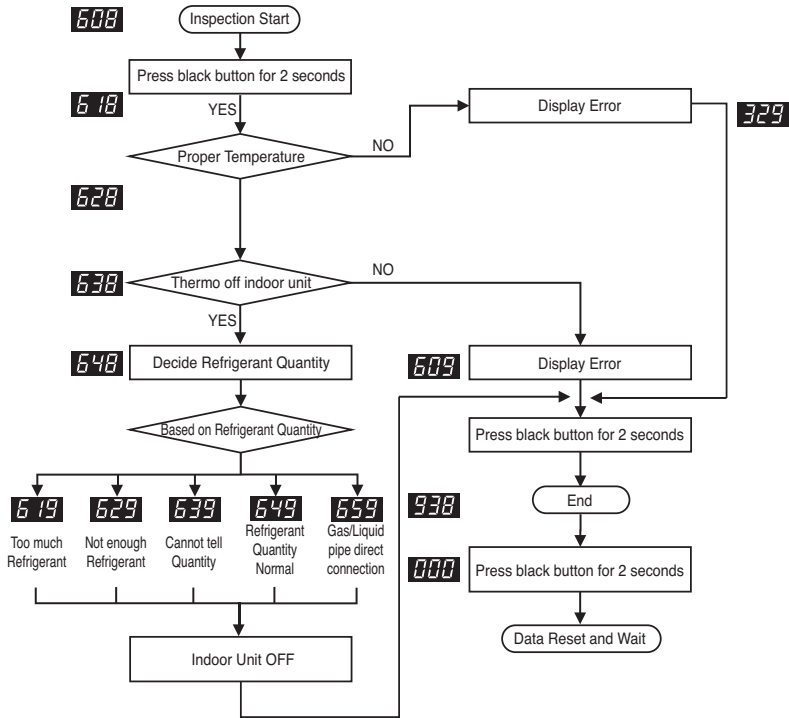 608
Inspection Start
Press black button for 2 seconds
618
YES
Display Error
329
Proper Temperature
NO
628
638
Thermo off indoor unit
NO
YES
648
Decide Refrigerant Quantity
609
Display Error
Based on Refrigerant Quantity
Press black button for 2 seconds
619
Too much
Refrigerant
629
Not enough
Refrigerant
639
Cannot tell
Quantity
649
Refrigerant
Quantity
Normal
659
Gas/Liquid
pipe direct
connection
938
End
000
Press black button for 2 seconds
Indoor Unit OFF
Data Reset and Wait